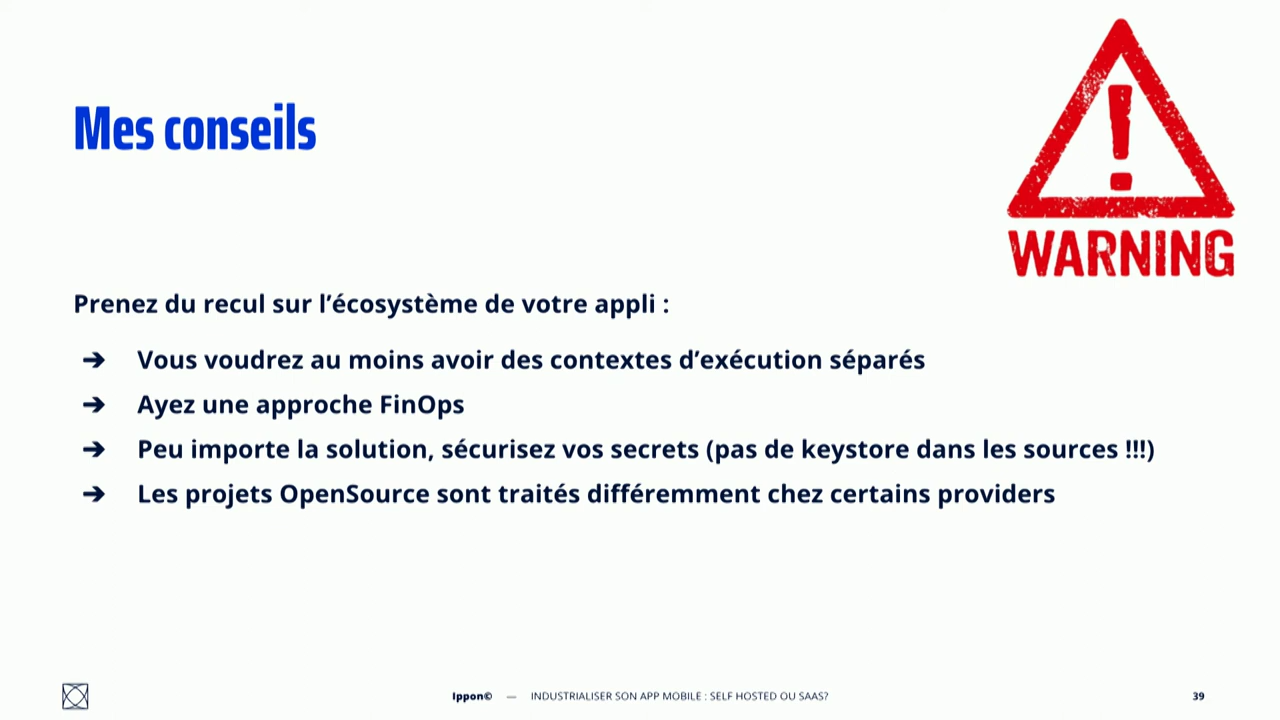 Mes conseils
WARNING
Prenez du recul sur l’écosystème de votre appli :
➔ Vous voudrez au moins avoir des contextes d’exécution séparés
➔ Ayez une approche FinOps
➔ Peu importe la solution, sécurisez vos secrets (pas de keystore dans les sources !!!)
➔ Les projets OpenSource sont traités différemment chez certains providers
Ippon© — INDUSTRIALISER SON APP MOBILE : SELF HOSTED OU SAAS? 39